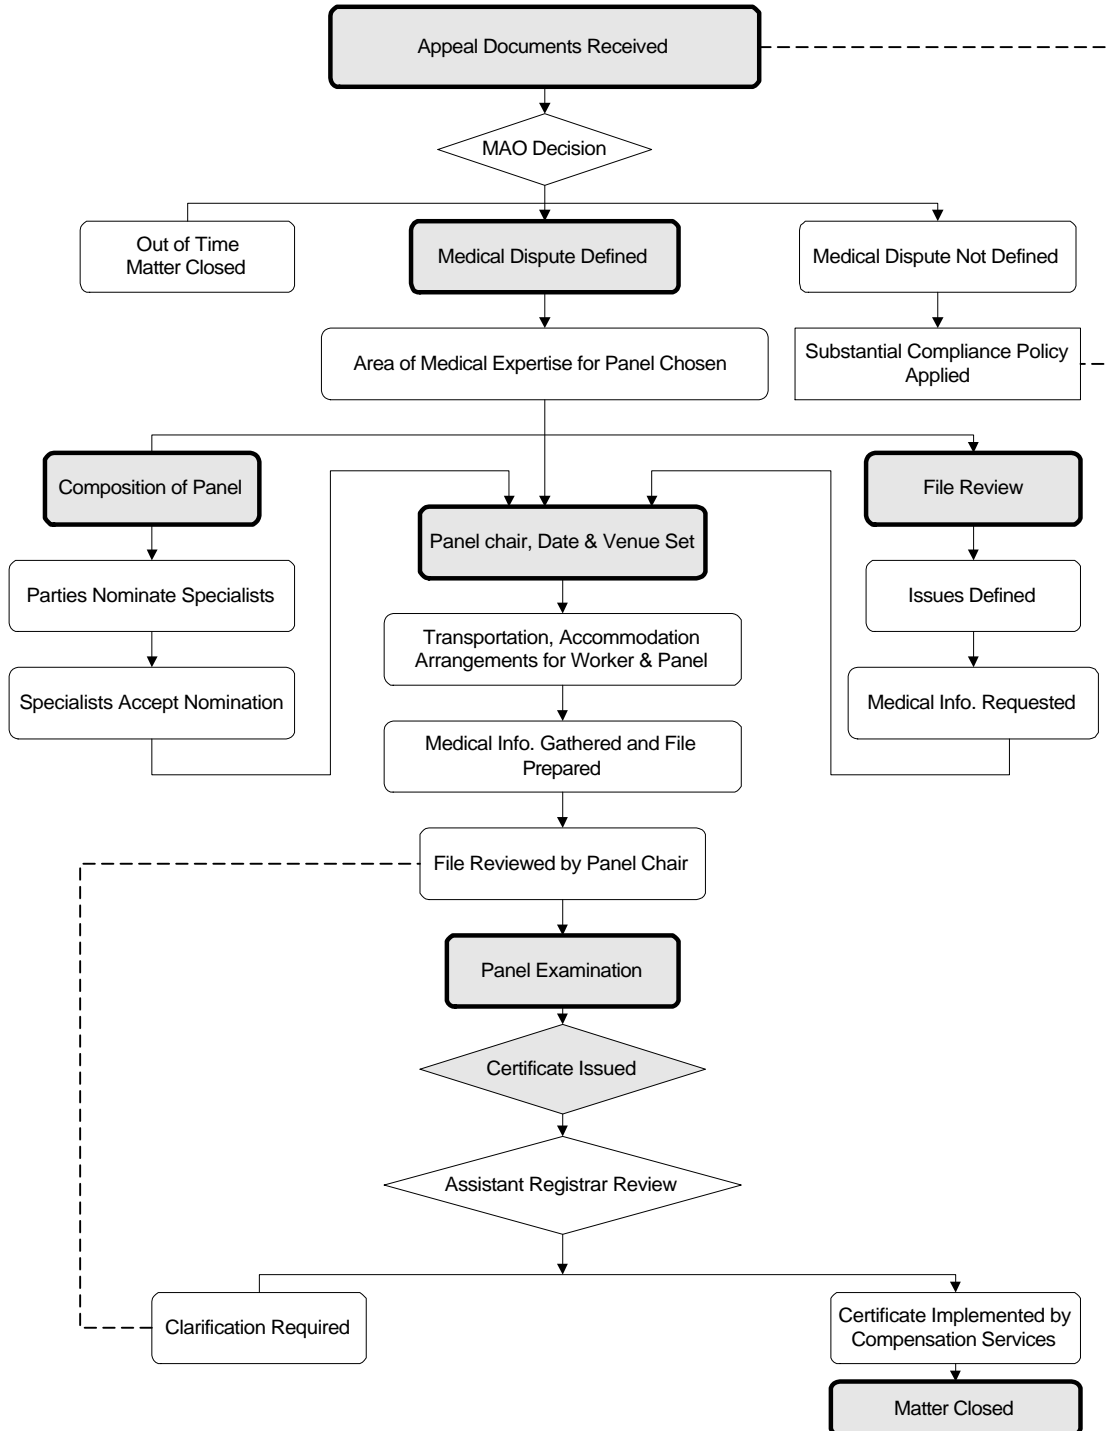 Appeal Documents Received
MAO Decision
Out of Time
Matter Closed
Medical Dispute Defined
Medical Dispute Not Defined
Area of Medical Expertise for Panel Chosen
Substantial Compliance Policy
Applied
Composition of Panel
File Review
Panel chair, Date & Venue Set
Parties Nominate Specialists
Issues Defined
Transportation, Accommodation
Arrangements for Worker & Panel
Specialists Accept Nomination
Medical Info. Requested
Medical Info. Gathered and File
Prepared
File Reviewed by Panel Chair
Panel Examination
Certificate Issued
Assistant Registrar Review
Clarification Required
Certificate Implemented by
Compensation Services
Matter Closed